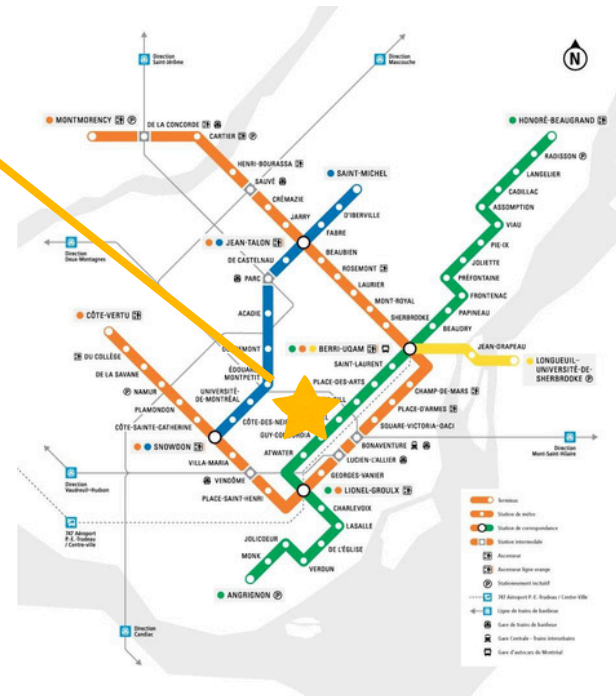 Direction
Saint-Jérôme
Direction
Mascouche
N
MONTMORENCY
DE LA CONCORDE
CARTIER
HONORÉ-BEAUGRAND
RADISSON
LANGELIER
CADILLAC
ASSOMPTION
VIAU
PIE-IX
JOLIETTE
PRÉFONTAINE
FRONTENAC
PAPINEAU
BEAUDRY
HENRI-BOURASSA
SAUVÉ
CRÉMAZIE
JARRY
SAINT-MICHEL
D'IBERVILLE
FABRE
JEAN-TALON
BEAUBIEN
DE CASTELNAU
ROSEMONT
PARC
LAURIER
MONT-ROYAL
SHERBROOKE
ACADIE
Direction
Deux-Montagnes
CÔTE-VERTU
DU COLLÈGE
DE LA SAVANE
NAMUR
PLAMONDON
CÔTE-SAINTE-CATHERINE
SNOWDON
VILLA-MARIA
VENDÔME
PLACE-SAINT-HENRI
ÉDOUARD-
MONTPETIT
UNIVERSITÉ-
DE-MONTRÉAL
BERRI-UQAM
JEAN-DRAPEAU
LONGUEUIL–
UNIVERSITÉ-DE-
SHERBROOKE
SAINT-LAURENT
PLACE-DES-ARTS
ATWATER
CHAMP-DE-MARS
PLACE-D'ARMES
SQUARE-VICTORIA-OACI
BONAVENTURE
LUCIEN-L'ALLIER
GEORGES-VANIER
LIONEL-GROULX
CHARLEVOIX
LASALLE
DE L'ÉGLISE
VERDUN
JOLICOEUR
MONK
ANGRIGNON
Direction
Mont-Saint-Hilaire
Direction
Vaudreuil-Hudson
747 Aéroport
P.-E.-Trudeau
/ Centre-ville
Direction
Candiac
Terminus
Station de métro
Station de correspondance
Station intermodale
Ascenseur
Ascenseur ligne orange
Stationnement incitatif
747 Aéroport P.-E.-Trudeau / Centre-Ville
Ligne de trains de banlieue
Gare de trains de banlieue
Gare Centrale - Trains interurbains
Gare d'autocars de Montréal